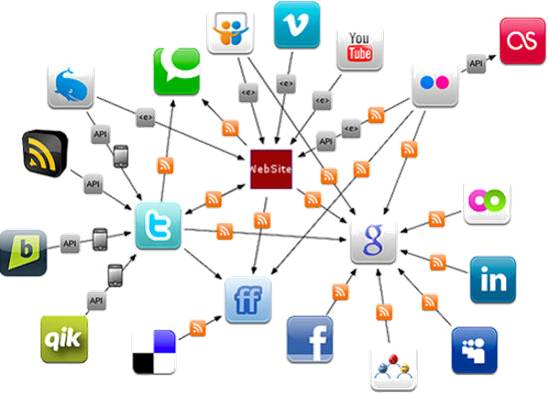 You
Tube
as
API
<e>
<e>
<e>
<e>
API
<e>
API
WebSite
API
t
g
b
API
API
ff
in
qik
f